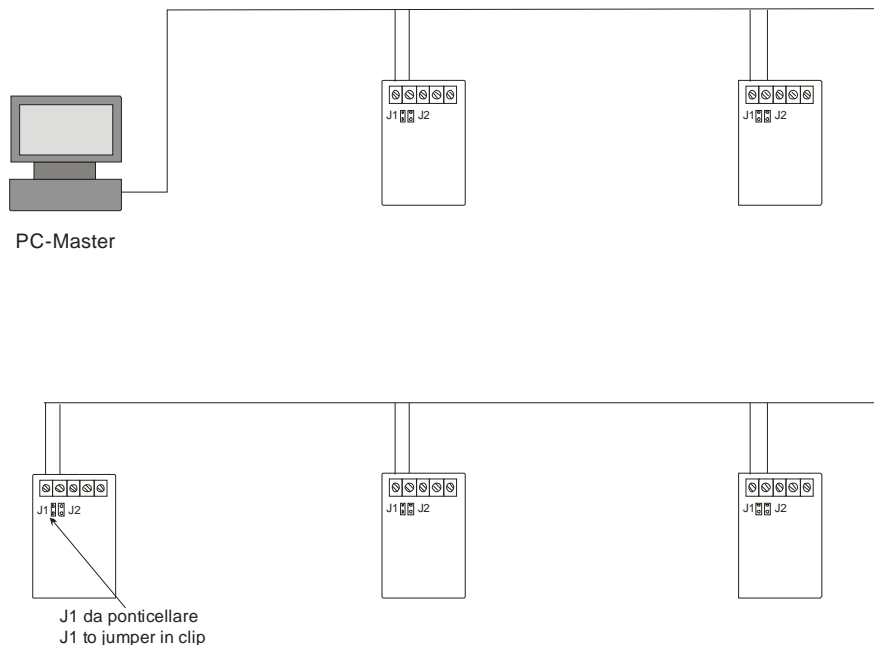 J1 J2
J1 J2
PC-Master
J1 J2
J1 J2
J1 J2
J1 da ponticellare
J1 to jumper in clip